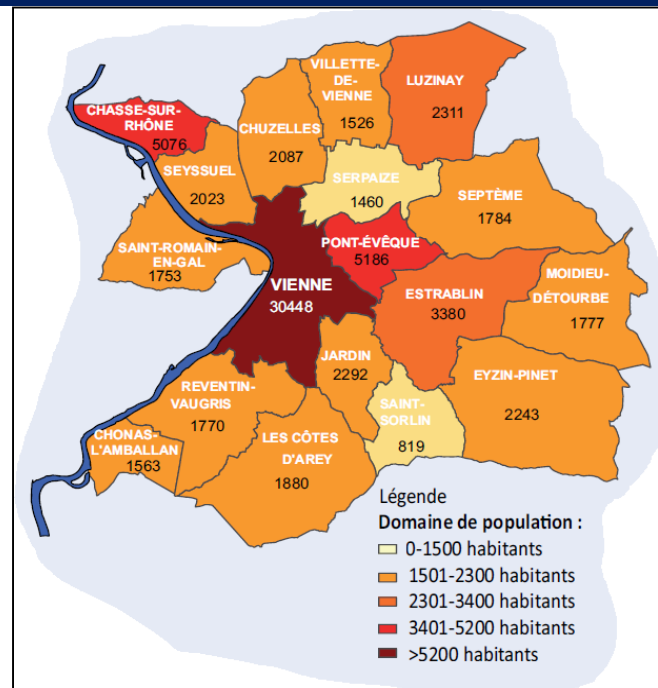 VILLETTE-
DE-
VIENNE
1526
LUZINAY
2311
CHASSE-SUR-
RHÔNE
5076
CHUZELLES
2087
SEYSSUEL
2023
SERPAIZE
1460
SEPTÈME
1784
SAINT-ROMAIN-
EN-GAL
1753
PONT-ÉVÊQUE
5186
VIENNE
30448
ESTRABLIN
3380
MOIDIEU-
DÉTOURBE
1777
JARDIN
2292
EYZIN-PINET
2243
REVENTIN-
VAUGRIS
1770
SAINT-
SORLIN
819
CHONAS-
L'AMBALLAN
1563
LES CÔTES
D'AREY
1880
Légende
Domaine de population :
0-1500 habitants
1501-2300 habitants
2301-3400 habitants
3401-5200 habitants
>5200 habitants